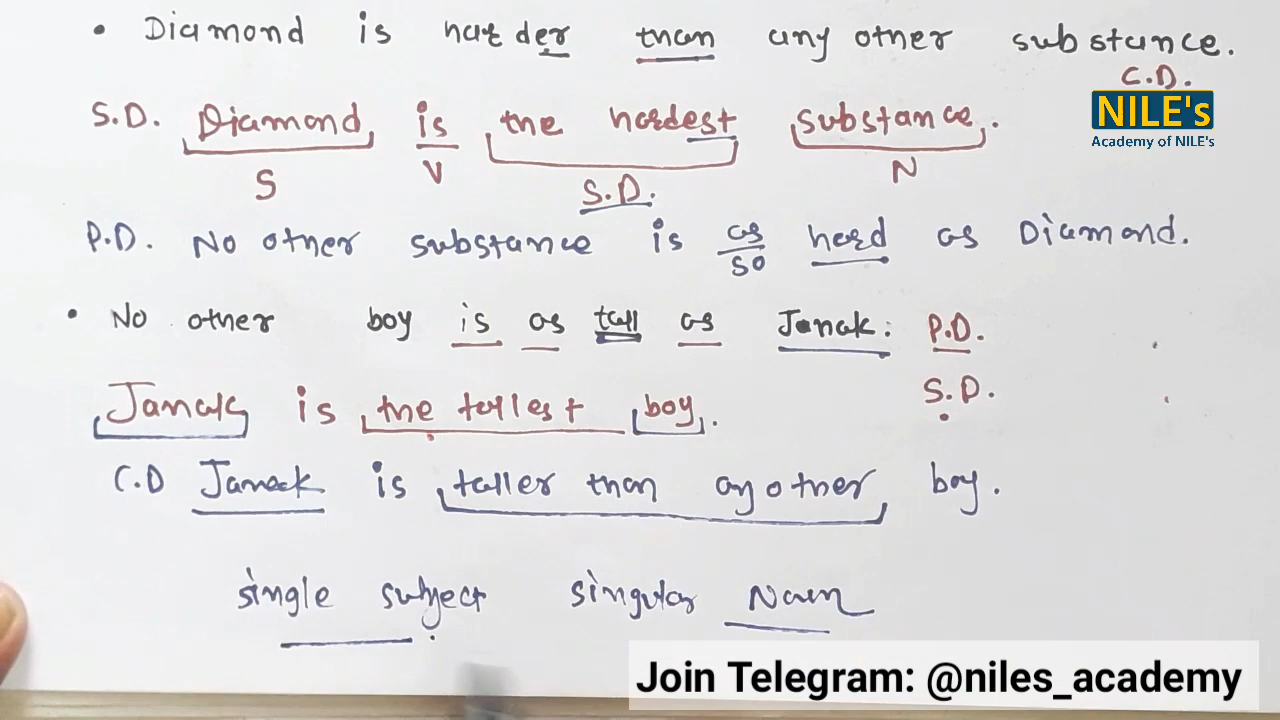 • Diamond is harder than any other substance.
C.D.
NILE's
Academy of NILE's
S.D. Diamond is the hardest substance.
S V S.D. N
P.D. No other substance is as hard as Diamond.
so
• No other boy is as tall as Janak: P.D.
S.D.
Janak is the tallest boy.
C.D Janak is taller than any other boy.
single subject singular Noun
Join Telegram: @niles_academy